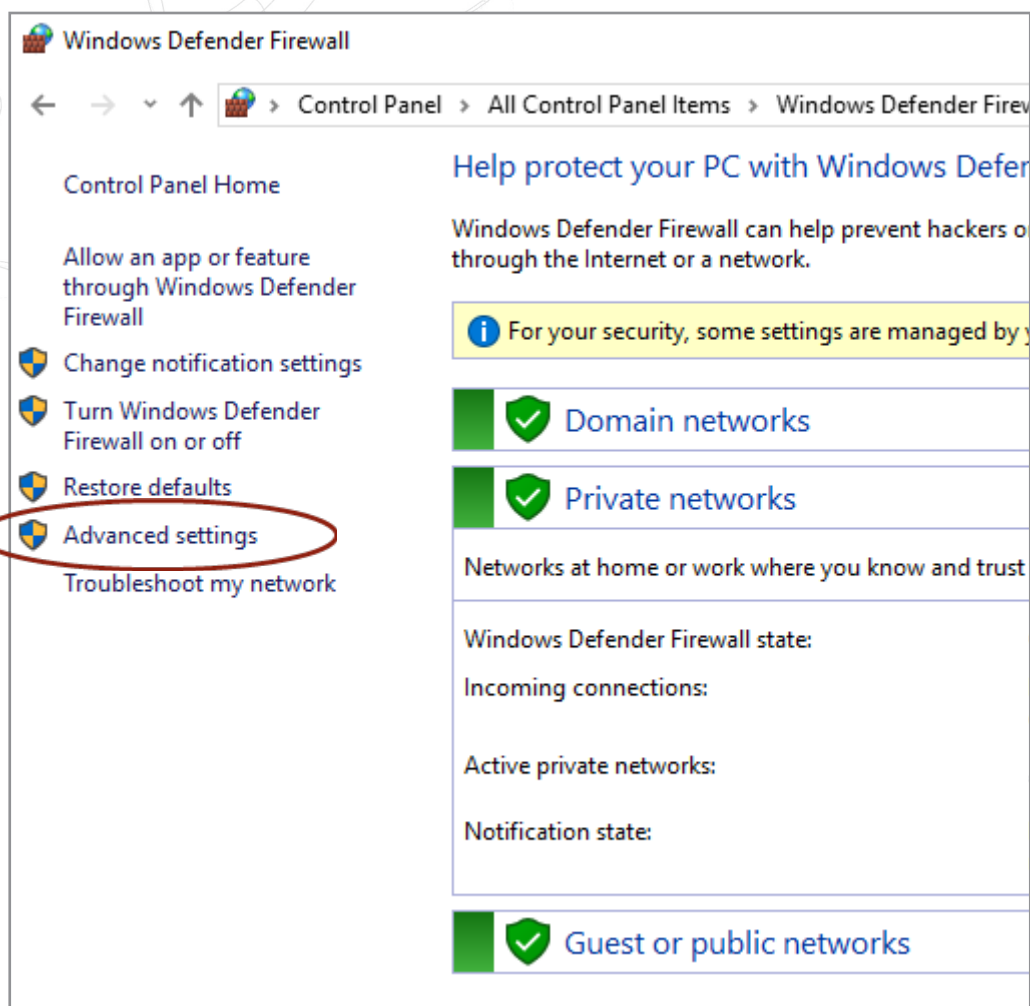 Windows Defender Firewall
Control Panel > All Control Panel Items > Windows Defender
Control Panel Home
Allow an app or feature
through Windows Defender
Firewall
Change notification settings
Turn Windows Defender
Firewall on or off
Restore defaults
Advanced settings
Troubleshoot my network
Help protect your PC with Windows
Windows Defender Firewall can help prevent hackers
through the Internet or a network.
For your security, some settings are managed by
Domain networks
Private networks
Networks at home or work where you know and trust
Windows Defender Firewall state:
Incoming connections:
Active private networks:
Notification state:
Guest or public networks